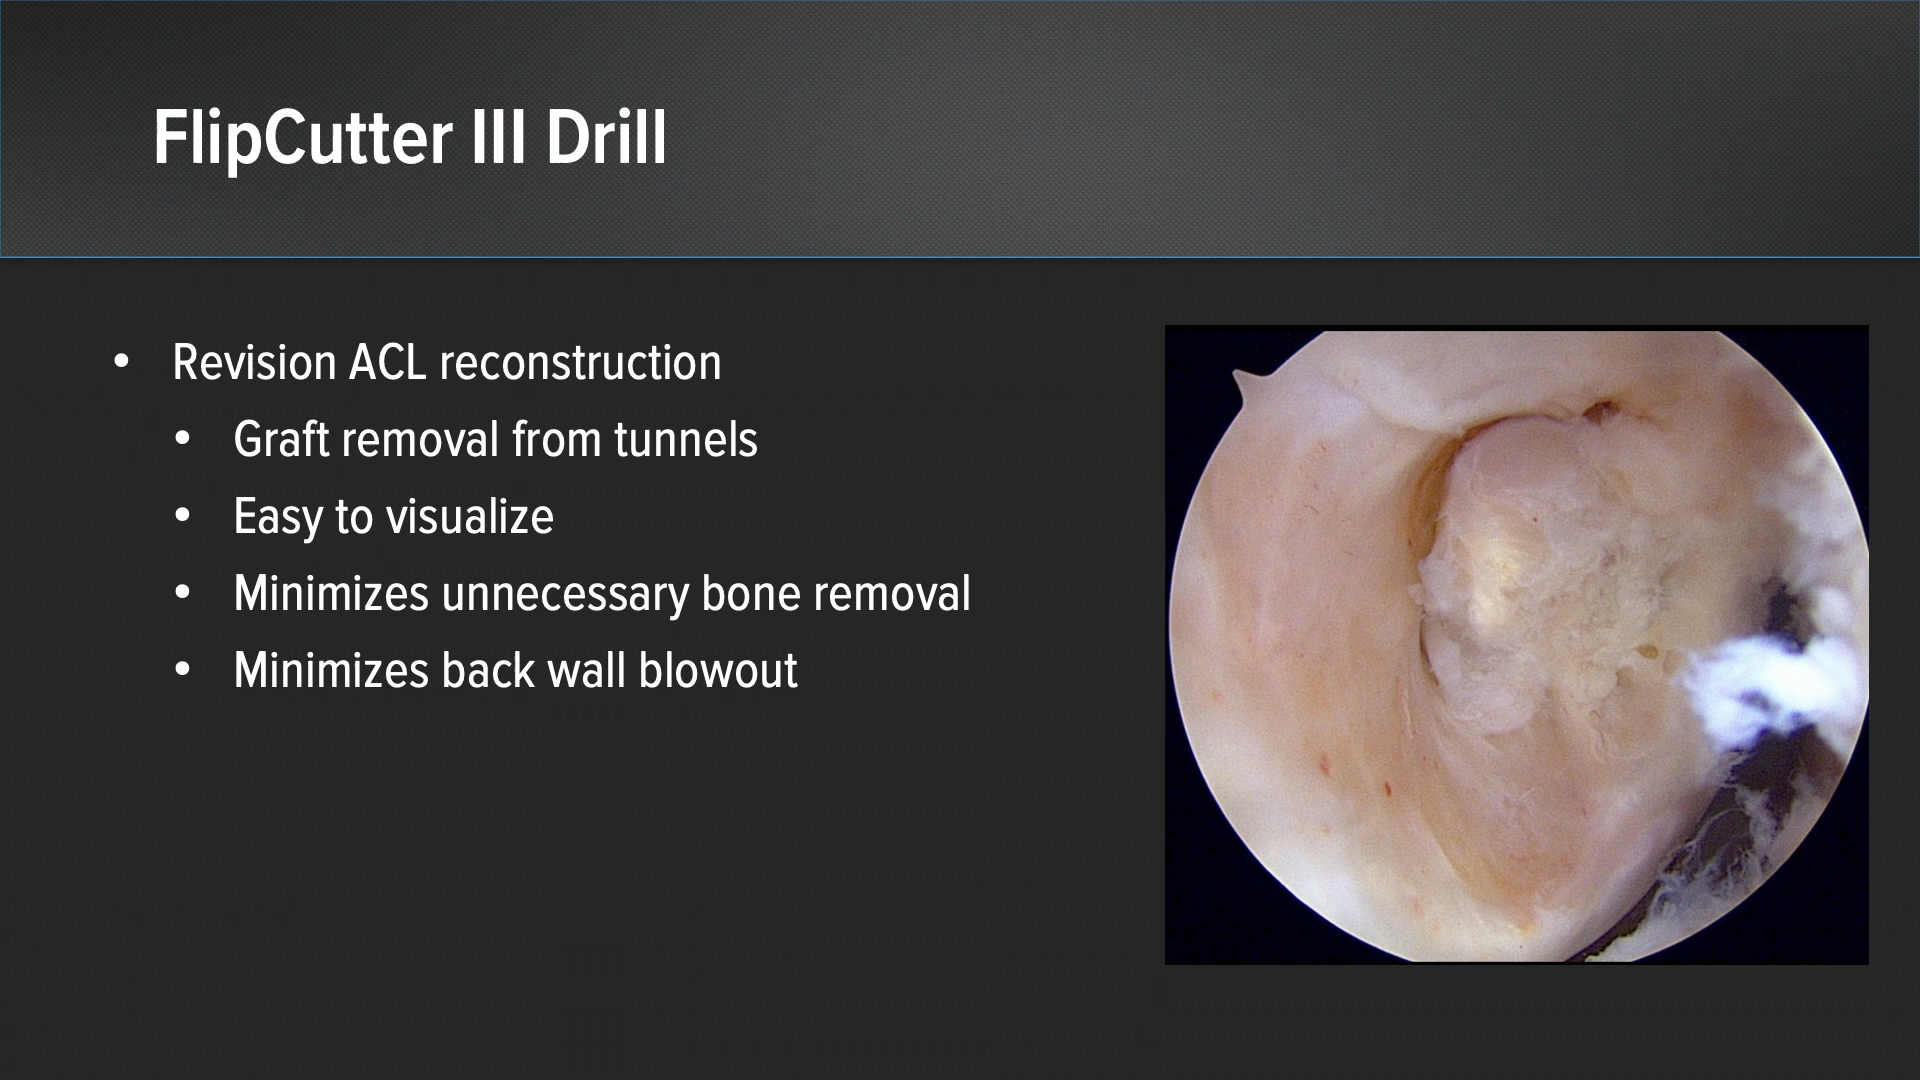 FlipCutter III Drill
• Revision ACL reconstruction
• Graft removal from tunnels
• Easy to visualize
• Minimizes unnecessary bone removal
• Minimizes back wall blowout